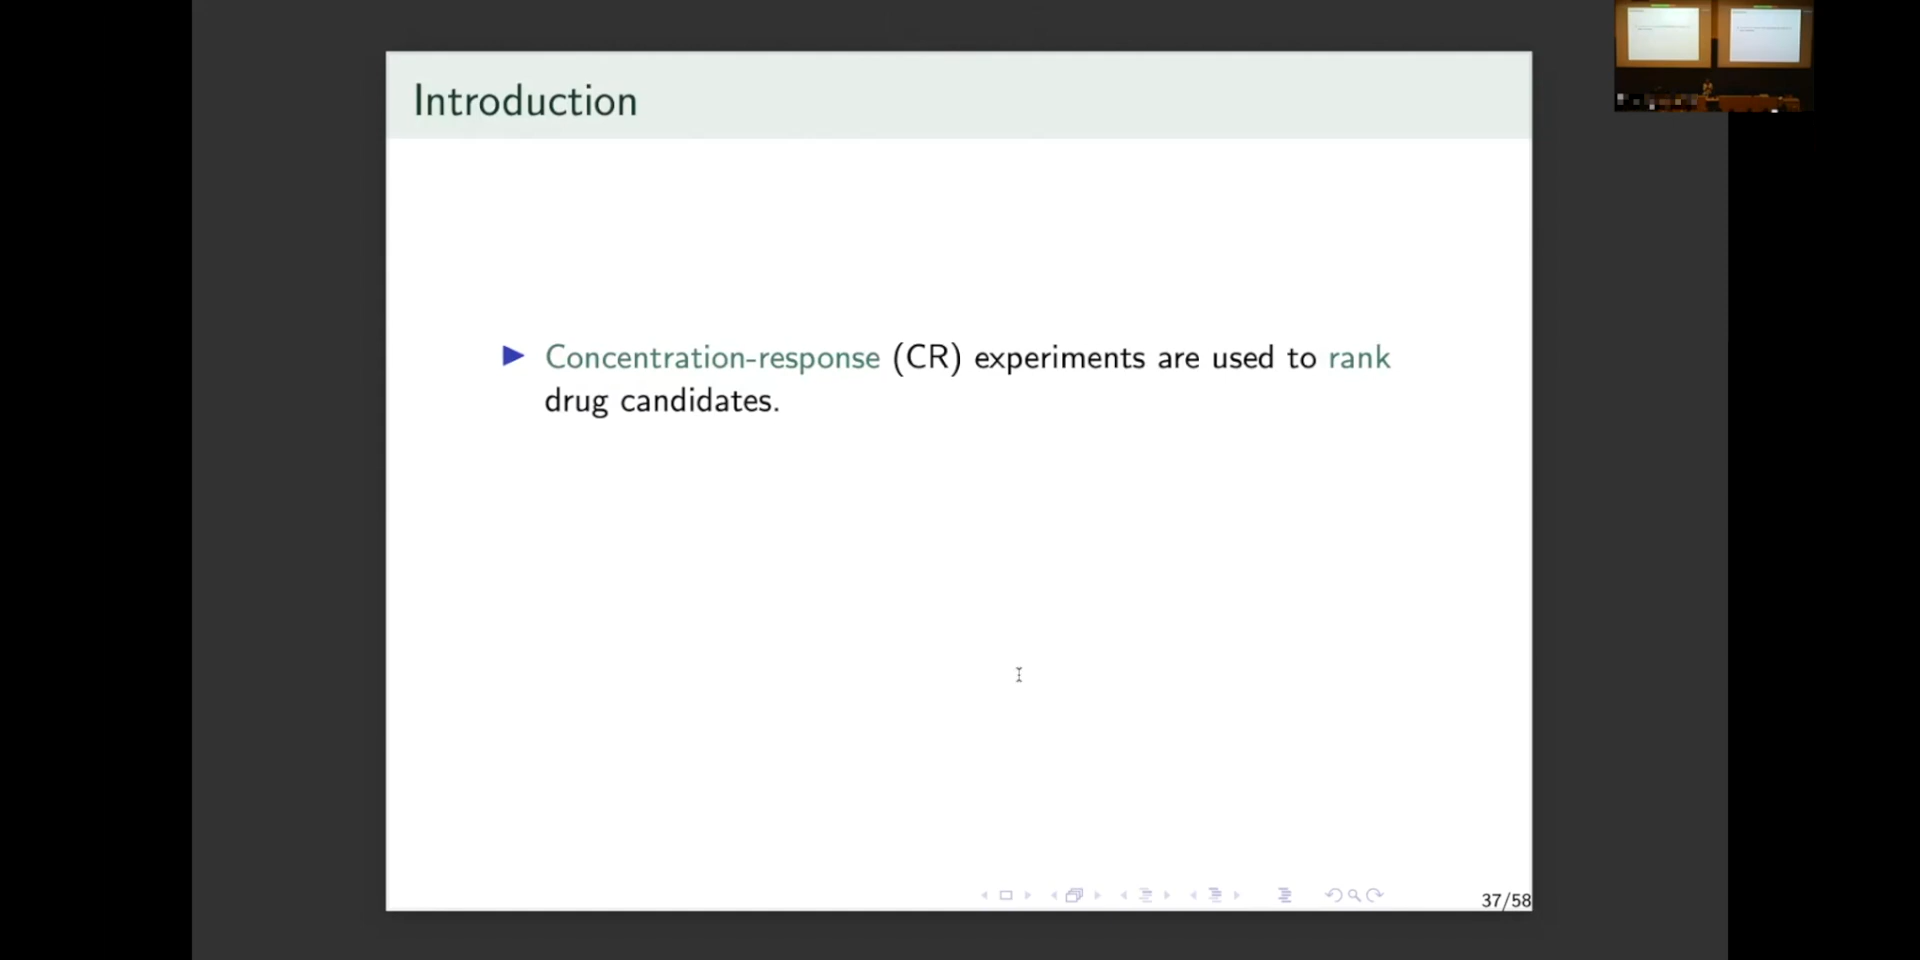 Introduction
Concentration-response (CR) experiments are used to rank
drug candidates.
37/58